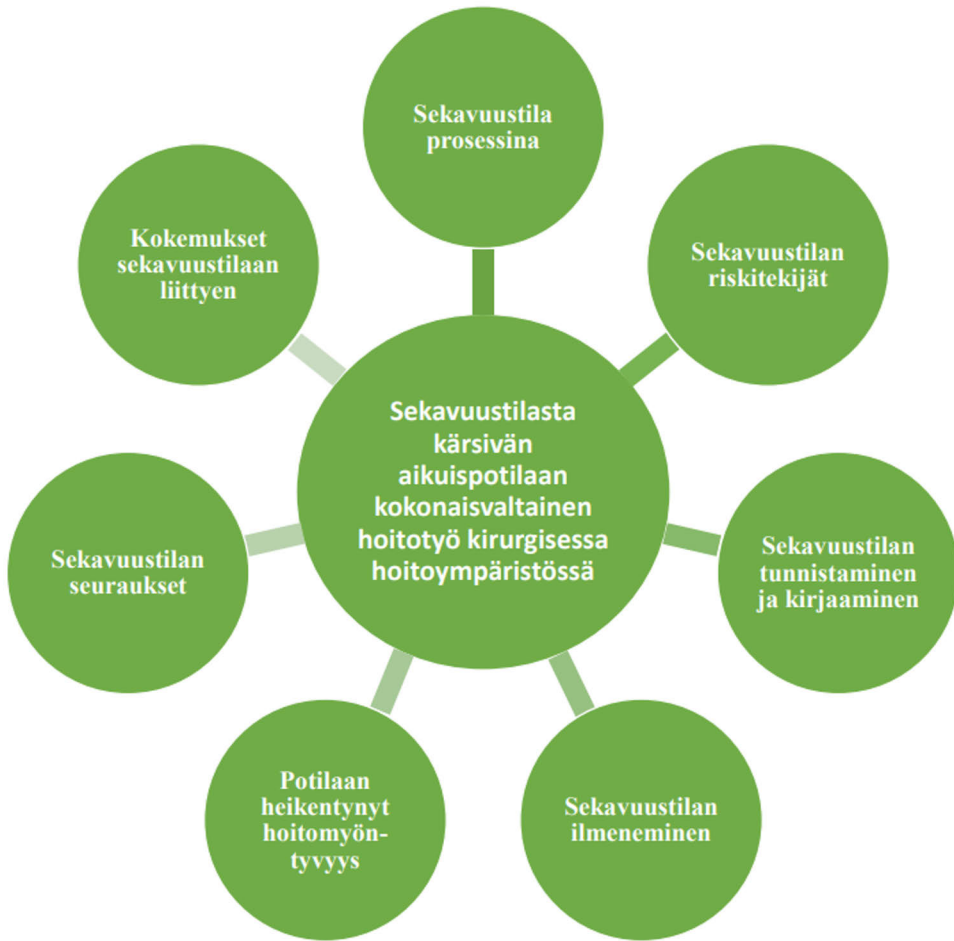 Sekavuustila
prosessina
Sekavuustilan
riskitekijät
Sekavuustilan
tunnistaminen
ja kirjaaminen
Sekavuustilan
ilmeneminen
Potilaan
heikentynyt
hoitomyön-
tyvyys
Sekavuustilan
seuraukset
Kokemukset
sekavuustilaan
liittyen
Sekavuustilasta
kärsivän
aikuispotilaan
kokonaisvaltainen
hoitotyö kirurgisessa
hoitoympäristössä